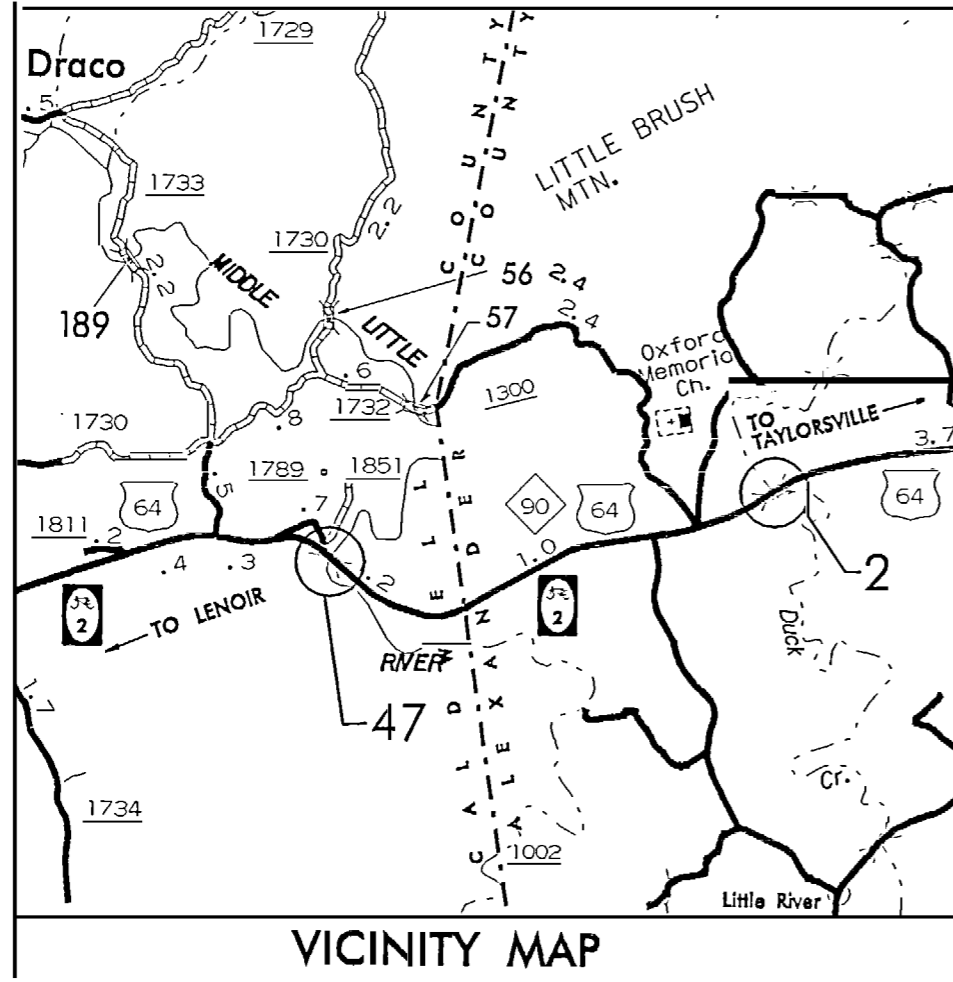 1729
Draco
.5
1733
LITTLE BRUSH
MTN.
COUNTY
COUNTY
2.2
1730
2.2
MIDDLE
56
2.4
189
57
2.4
LITTLE
Oxford
Memoria
Ch.
.6
1732
1300
1730
.8
TO
TAYLORSVILLE
3.7
1789
1851
.5
64
.7
90
64
64
1811
.2
.4
.3
.2
1.0
2
2
2
TO LENOIR
Duck
RIVER
47
CALDWELL
ALEXANDER
1.7
Cr.
1734
1002
Little River
VICINITY MAP